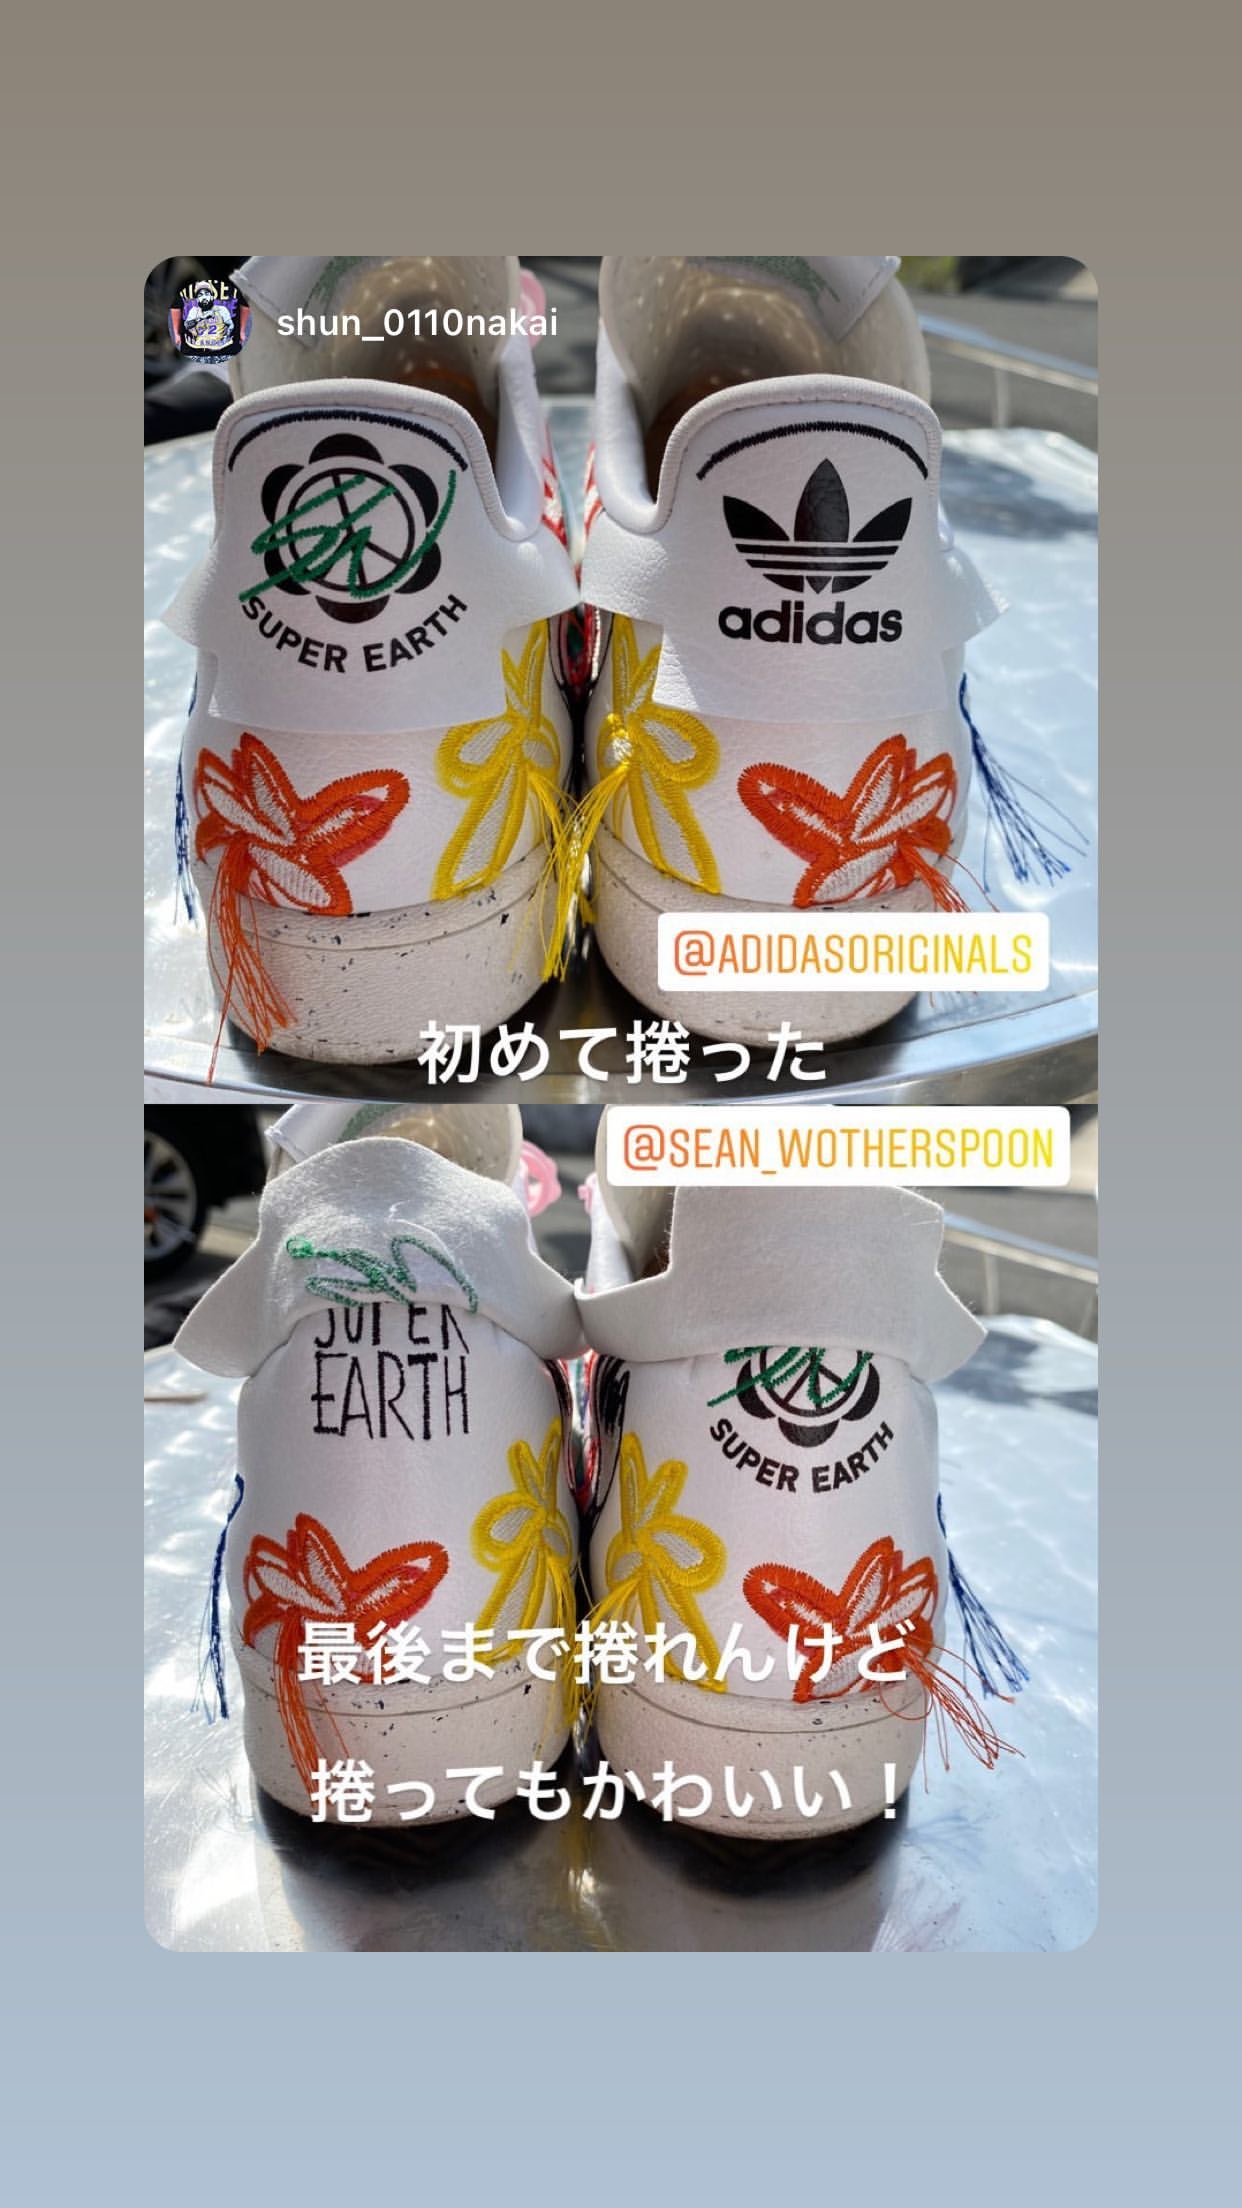 shun_0110nakai
SUPER EARTH
adidas
@ADIDASORIGINALS
初めて捲った
@SEAN_WOTHERSPOON
SUPER
EARTH
SUPER EARTH
最後まで捲れんけど
捲ってもかわいい！